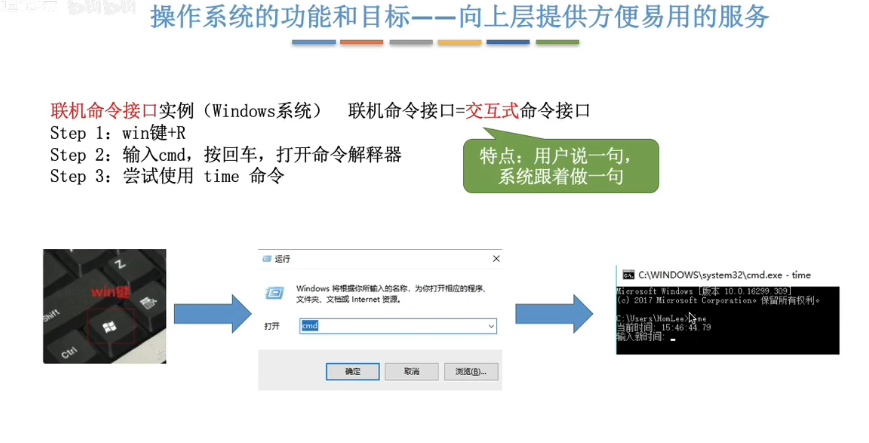 操作系统的功能和目标——向上层提供方便易用的服务
联机命令接口实例（Windows系统） 联机命令接口=交互式命令接口
Step 1: win键+R
Step 2: 输入cmd，按回车，打开命令解释器
Step 3: 尝试使用 time 命令
特点：用户说一句，
系统跟着做一句
Z
win键
Shift
Ctrl
运行
Windows 将根据你所输入的名称，为你打开相应的程序、
文件夹、文档或 Internet 资源。
打开
cmd
确定 取消 浏览(B)...
C:\WINDOWS\system32\cmd.exe - time
Microsoft Windows [版本 10.0.16299.309]
(c) 2017 Microsoft Corporation。保留所有权利。
C:\Users\HomLee>
当前时间: 15:46:44.79
输入新时间: